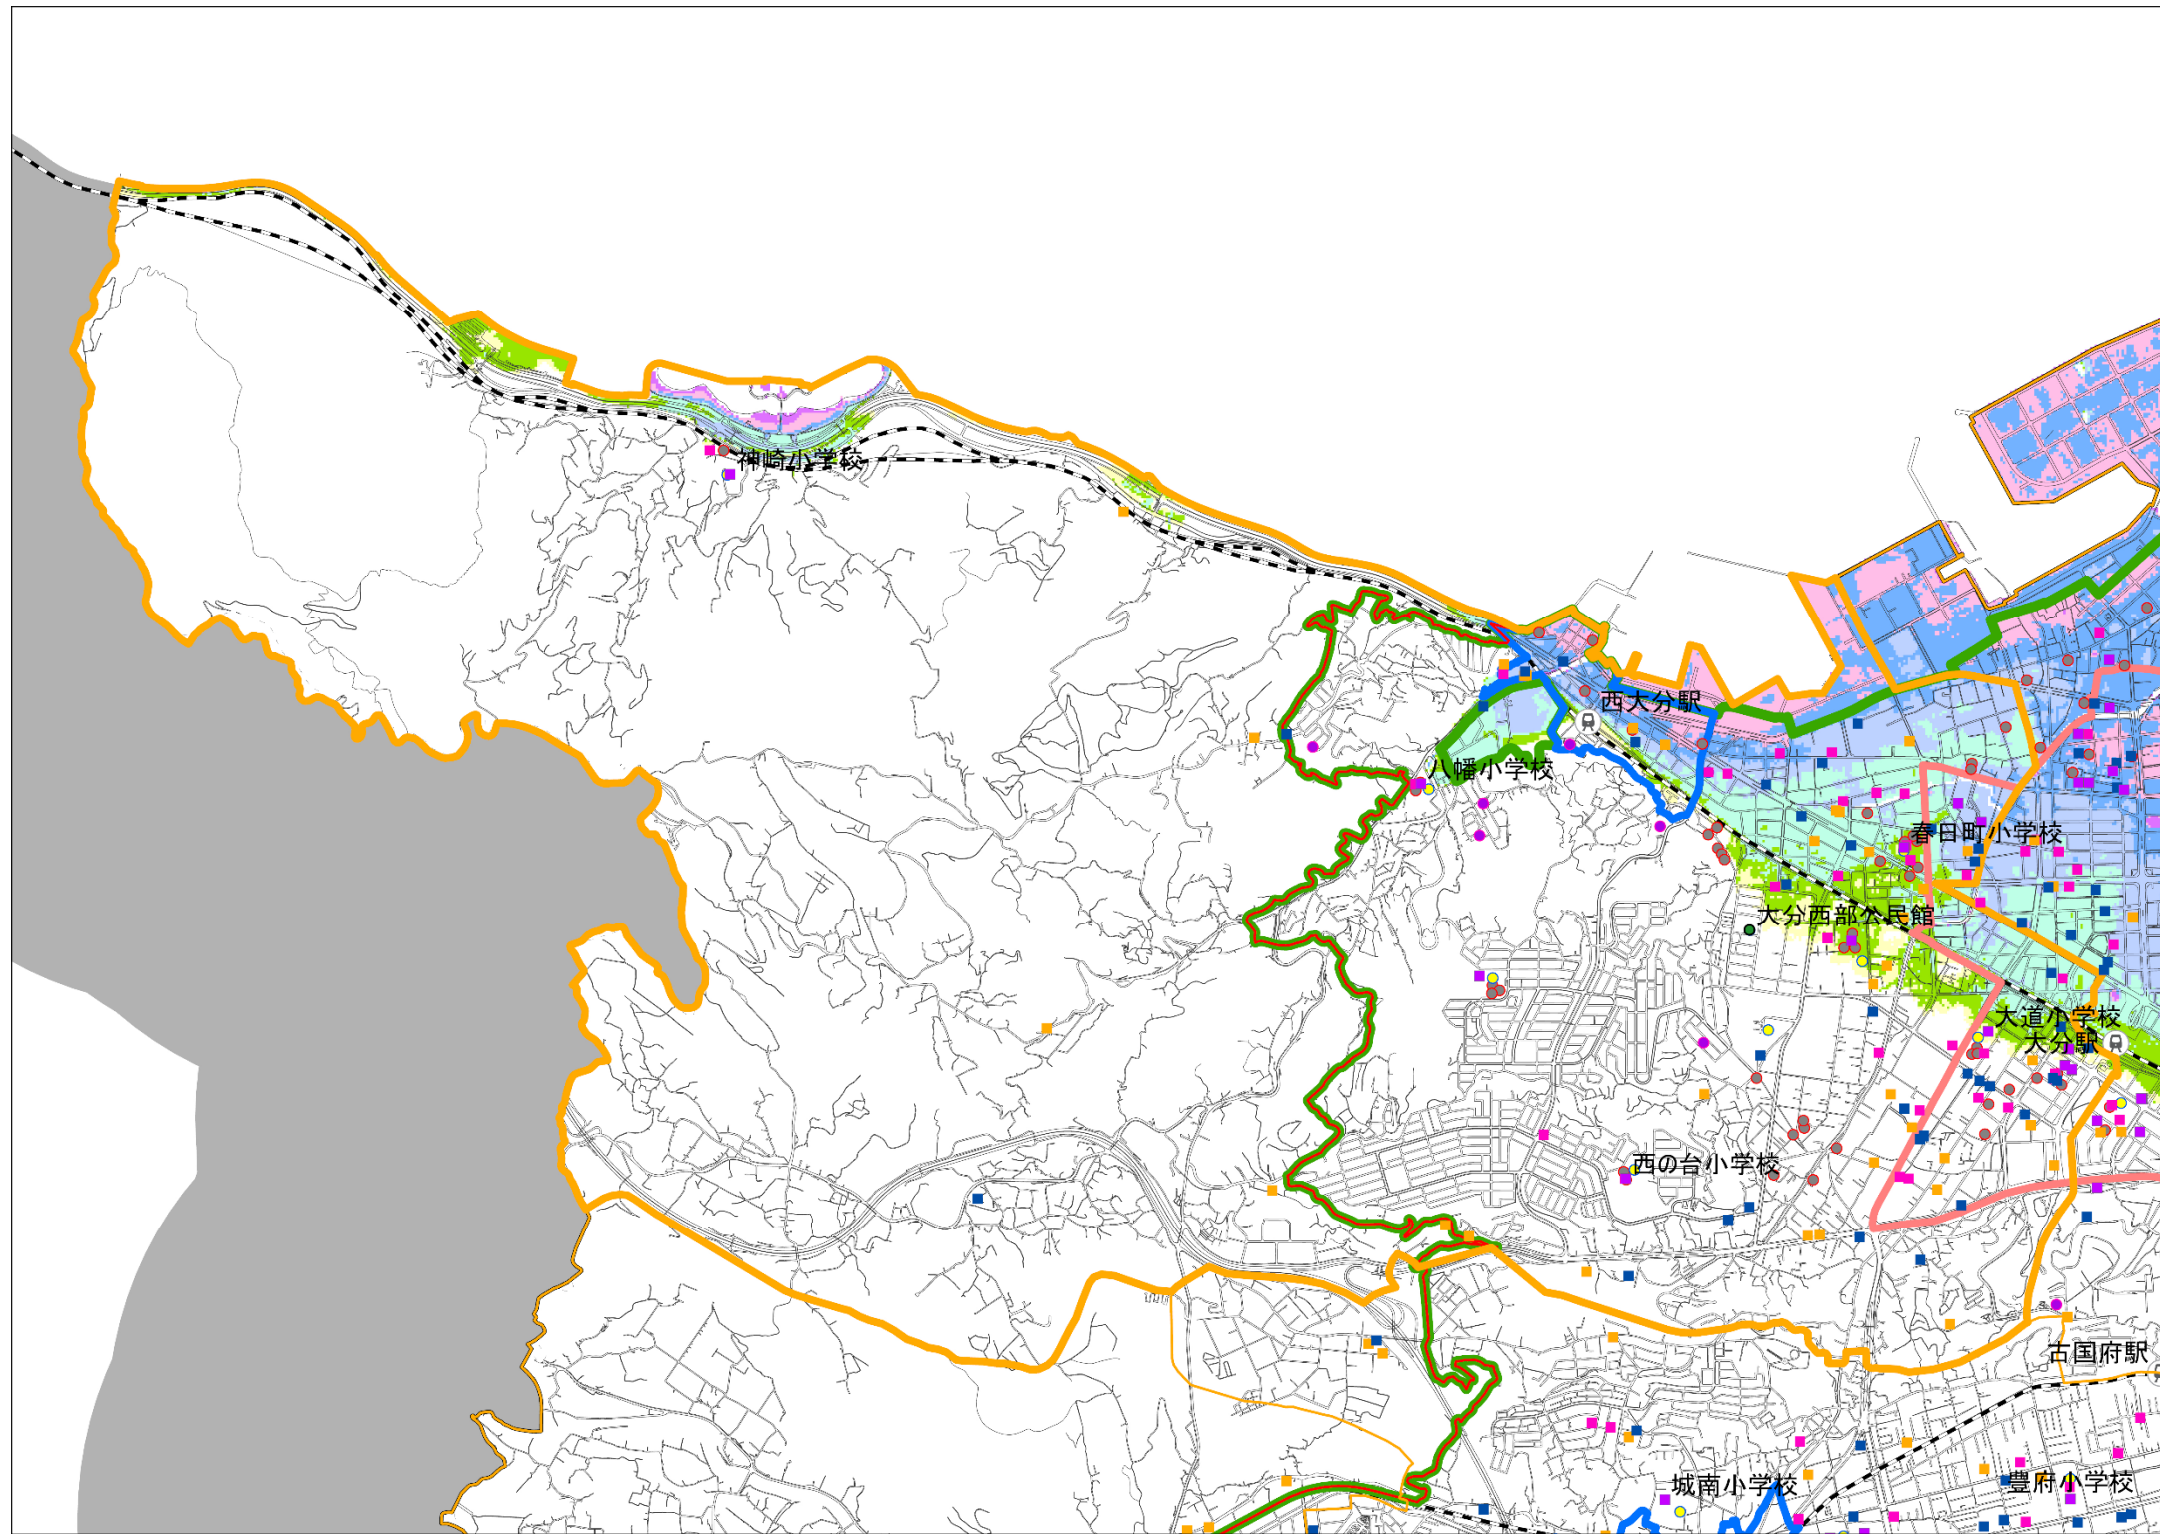 神崎小学校
西大分駅
八幡小学校
春日町小学校
大分西部公民館
大道小学校
大分駅
西の台小学校
古国府駅
城南小学校
豊府小学校